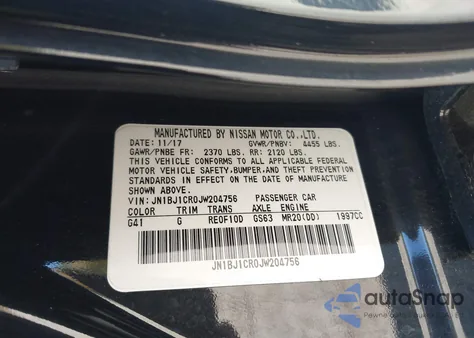 MANUFACTURED BY NISSAN MOTOR CO.,LTD.
DATE: 11/17 GVWR/PNBV: 4455 LBS.
GAWR/PNBE FR: 2370 LBS. RR: 2120 LBS.
THIS VEHICLE CONFORMS TO ALL APPLICABLE FEDERAL
MOTOR VEHICLE SAFETY,BUMPER,AND THEFT PREVENTION
STANDARDS IN EFFECT ON THE DATE OF MANUFACTURE
SHOWN ABOVE.
VIN: JN1BJ1CR0JW204756 PASSENGER CAR
COLOR TRIM TRANS AXLE ENGINE
G41 G RE0F10D GS63 MR20(DD) 1997CC
JN1BJ1CR0JW204756
autoSnap